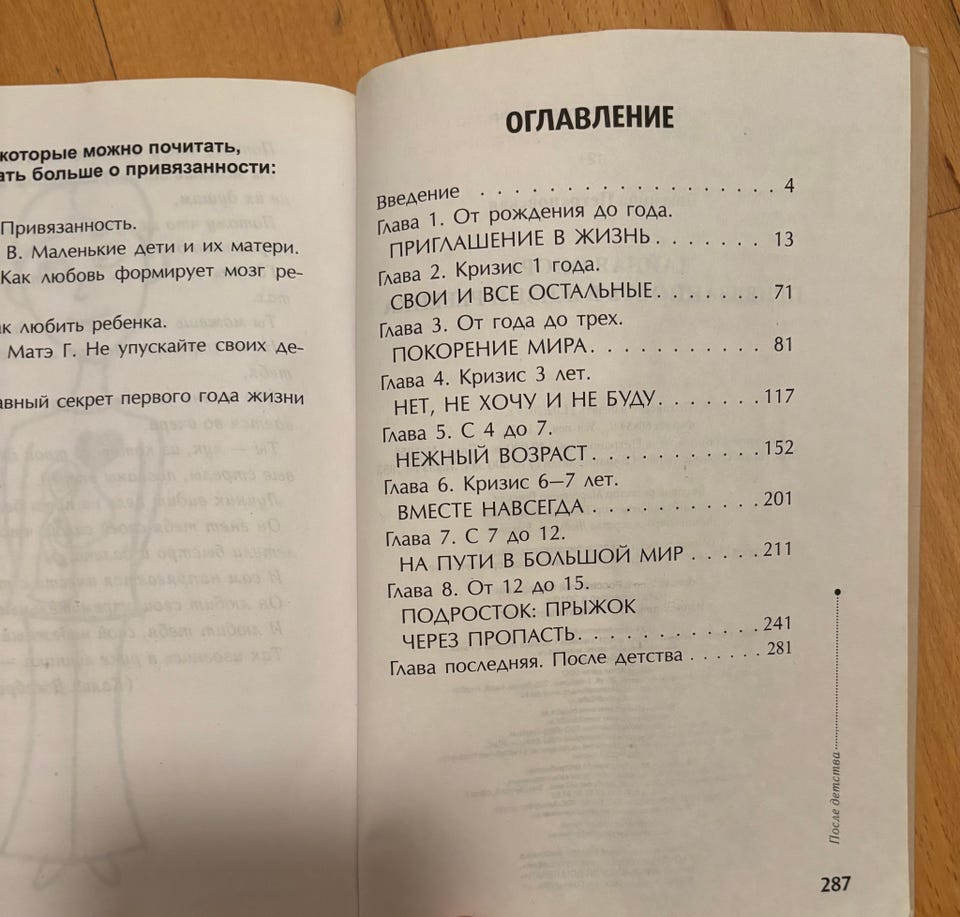 которые можно почитать,
ать больше о привязанности:
Привязанность.
В. Маленькие дети и их матери.
Как любовь формирует мозг ре-
ак любить ребенка.
Матэ Г. Не упускайте своих де-
авный секрет первого года жизни
ОГЛАВЛЕНИЕ
Введение . . . . . . . . . . . . . . . . . . 4
Глава 1. От рождения до года.
ПРИГЛАШЕНИЕ В ЖИЗНЬ . . . . . . . . 13
Глава 2. Кризис 1 года.
СВОИ И ВСЕ ОСТАЛЬНЫЕ. . . . . . . . 71
Глава 3. От года до трех.
ПОКОРЕНИЕ МИРА. . . . . . . . . . . 81
Глава 4. Кризис 3 лет.
НЕТ, НЕ ХОЧУ И НЕ БУДУ. . . . . . . . 117
Глава 5. С 4 до 7.
НЕЖНЫЙ ВОЗРАСТ . . . . . . . . . . . 152
Глава 6. Кризис 6–7 лет.
ВМЕСТЕ НАВСЕГДА . . . . . . . . . . . 201
Глава 7. С 7 до 12.
НА ПУТИ В БОЛЬШОЙ МИР . . . . . 211
Глава 8. От 12 до 15.
ПОДРОСТОК: ПРЫЖОК
ЧЕРЕЗ ПРОПАСТЬ. . . . . . . . . . . . 241
Глава последняя. После детства . . . . . . 281
После детства
287